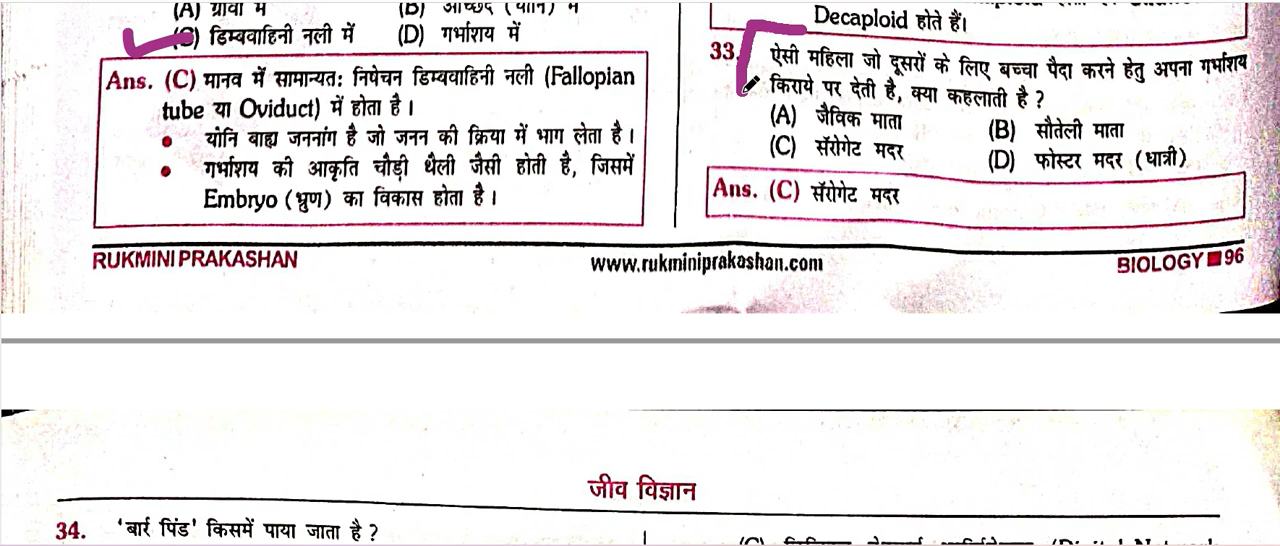 (A) ग्रीवा में
(C) डिम्बवाहिनी नली में (D) गर्भाशय में
Ans. (C) मानव में सामान्यतः निषेचन डिम्बवाहिनी नली (Fallopian
tube या Oviduct) में होता है।
• योनि बाह्य जननांग है जो जनन की क्रिया में भाग लेता है।
• गर्भाशय की आकृति चौड़ी थैली जैसी होती है, जिसमें
Embryo (भ्रुण) का विकास होता है।
Decaploid होते हैं।
33. ऐसी महिला जो दूसरों के लिए बच्चा पैदा करने हेतु अपना गर्भाशय
किराये पर देती है, क्या कहलाती है?
(A) जैविक माता (B) सौतेली माता
(C) सॅरोगेट मदर (D) फोस्टर मदर (धात्री)
Ans. (C) सॅरोगेट मदर
RUKMINI PRAKASHAN www.rukminiprakashan.com BIOLOGY 96
जीव विज्ञान
34. 'बार्र पिंड' किसमें पाया जाता है?